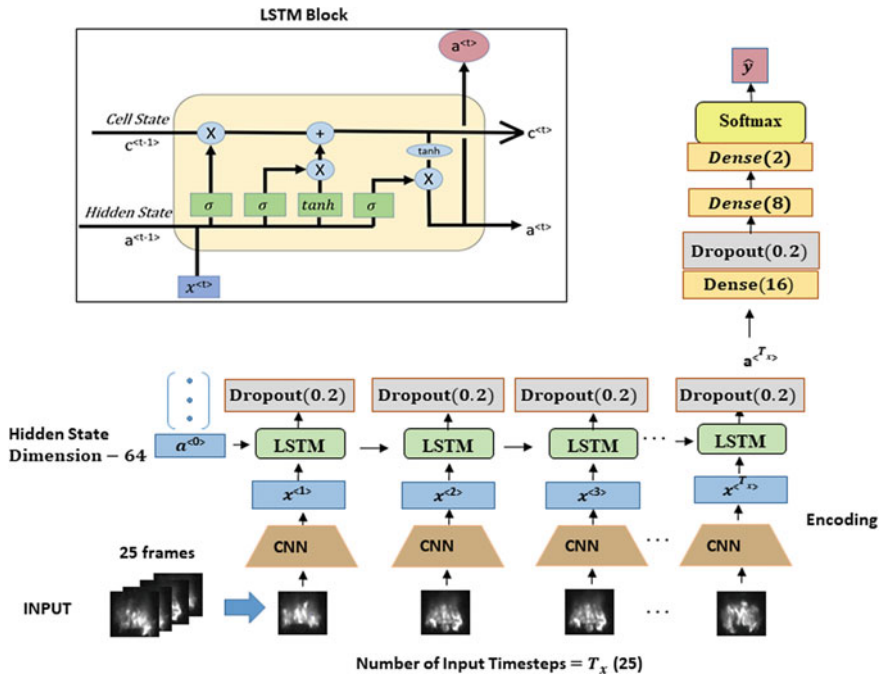 LSTM Block
a<t>
ŷ
Softmax
Dense(2)
Dense(8)
Dropout(0.2)
Dense(16)
a<Tx>
Cell State
c<t-1>
X
+
c<t>
tanh
X
X
σ
σ
tanh
σ
Hidden State
a<t-1>
a<t>
x<t>
Dropout(0.2)
Dropout(0.2)
Dropout(0.2)
Dropout(0.2)
Hidden State
Dimension – 64
a<0>
LSTM
LSTM
LSTM
...
LSTM
x<1>
x<2>
x<3>
x<Tx>
Encoding
CNN
CNN
CNN
...
CNN
25 frames
INPUT
...
Number of Input Timesteps = Tx (25)